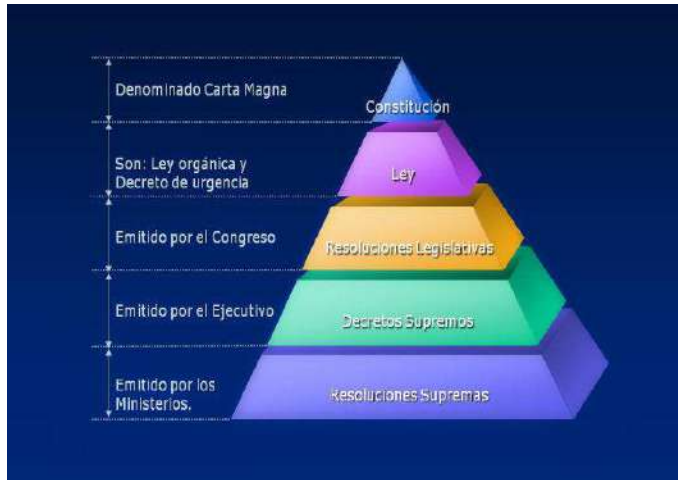 Denominado Carta Magna
Constitución
Son: Ley orgánica y
Decreto de urgencia
Ley
Emitido por el Congreso
Resoluciones Legislativas
Emitido por el Ejecutivo
Decretos Supremos
Emitido por los
Ministerios.
Resoluciones Supremas